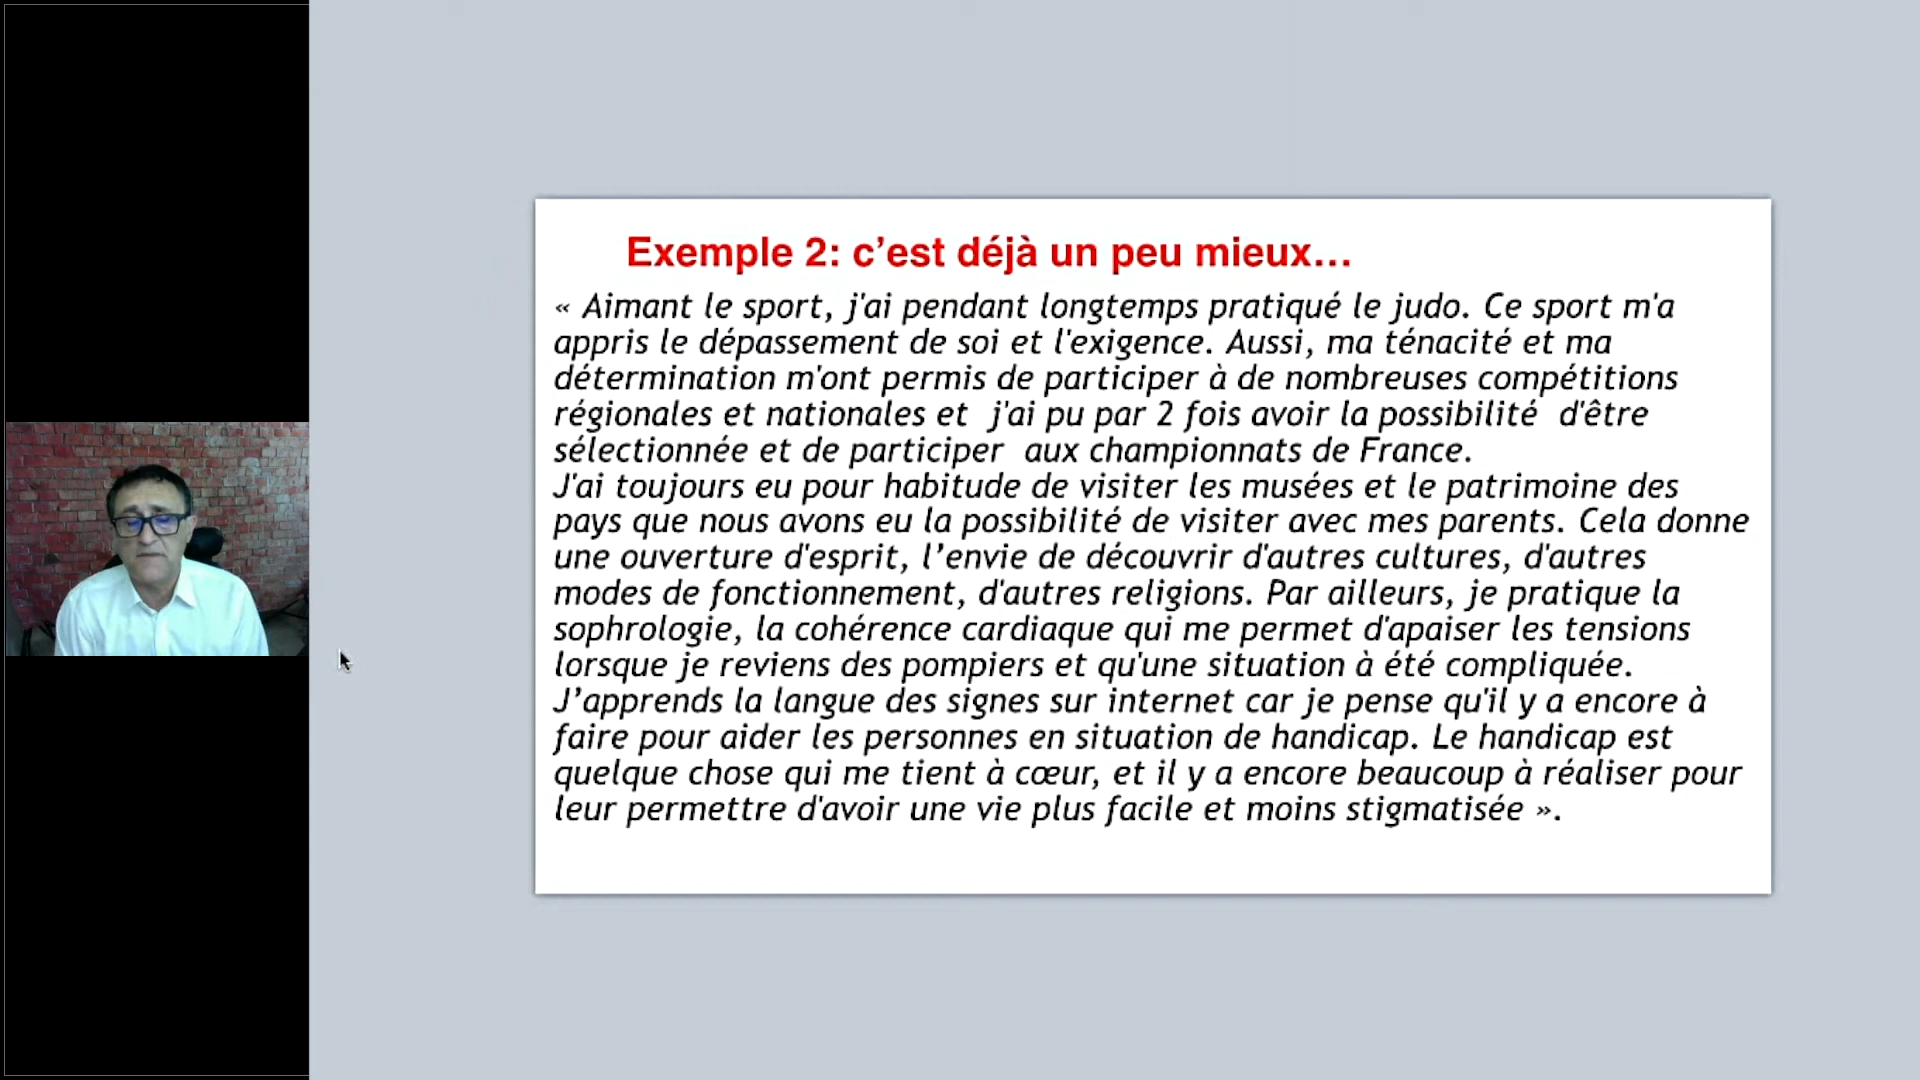 Exemple 2: c’est déjà un peu mieux…
« Aimant le sport, j'ai pendant longtemps pratiqué le judo. Ce sport m'a
appris le dépassement de soi et l'exigence. Aussi, ma ténacité et ma
détermination m'ont permis de participer à de nombreuses compétitions
régionales et nationales et  j'ai pu par 2 fois avoir la possibilité  d'être
sélectionnée et de participer  aux championnats de France.
J'ai toujours eu pour habitude de visiter les musées et le patrimoine des
pays que nous avons eu la possibilité de visiter avec mes parents. Cela donne
une ouverture d'esprit, l’envie de découvrir d'autres cultures, d'autres
modes de fonctionnement, d'autres religions. Par ailleurs, je pratique la
sophrologie, la cohérence cardiaque qui me permet d'apaiser les tensions
lorsque je reviens des pompiers et qu'une situation à été compliquée.
J’apprends la langue des signes sur internet car je pense qu'il y a encore à
faire pour aider les personnes en situation de handicap. Le handicap est
quelque chose qui me tient à cœur, et il y a encore beaucoup à réaliser pour
leur permettre d'avoir une vie plus facile et moins stigmatisée ».